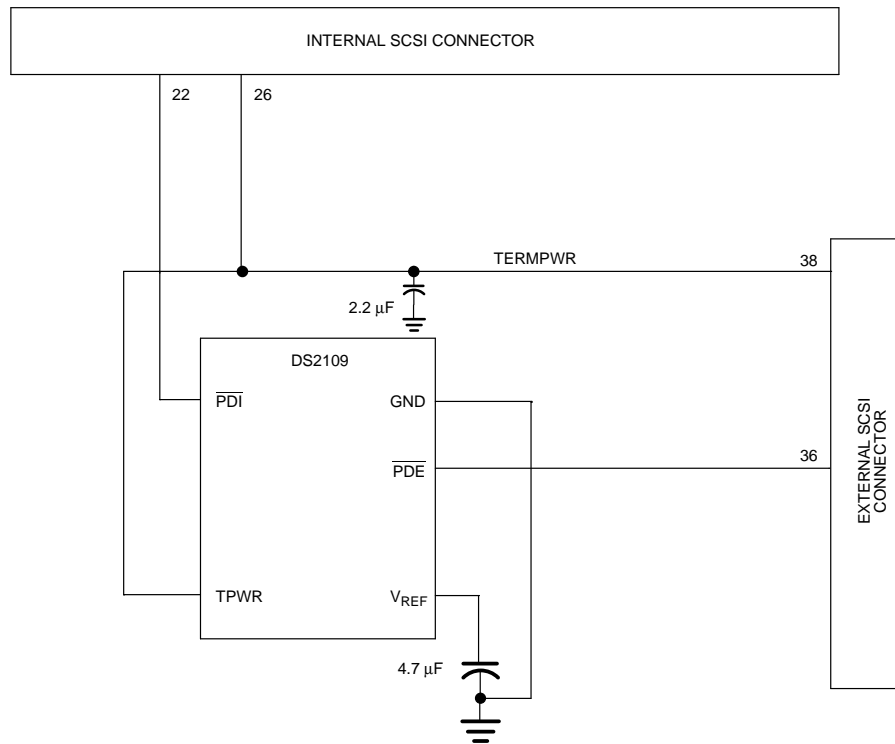 INTERNAL SCSI CONNECTOR
22
26
TERMPWR
38
2.2 μF
DS2109
PDI
GND
36
PDE
EXTERNAL SCSI
CONNECTOR
TPWR
VREF
4.7 μF